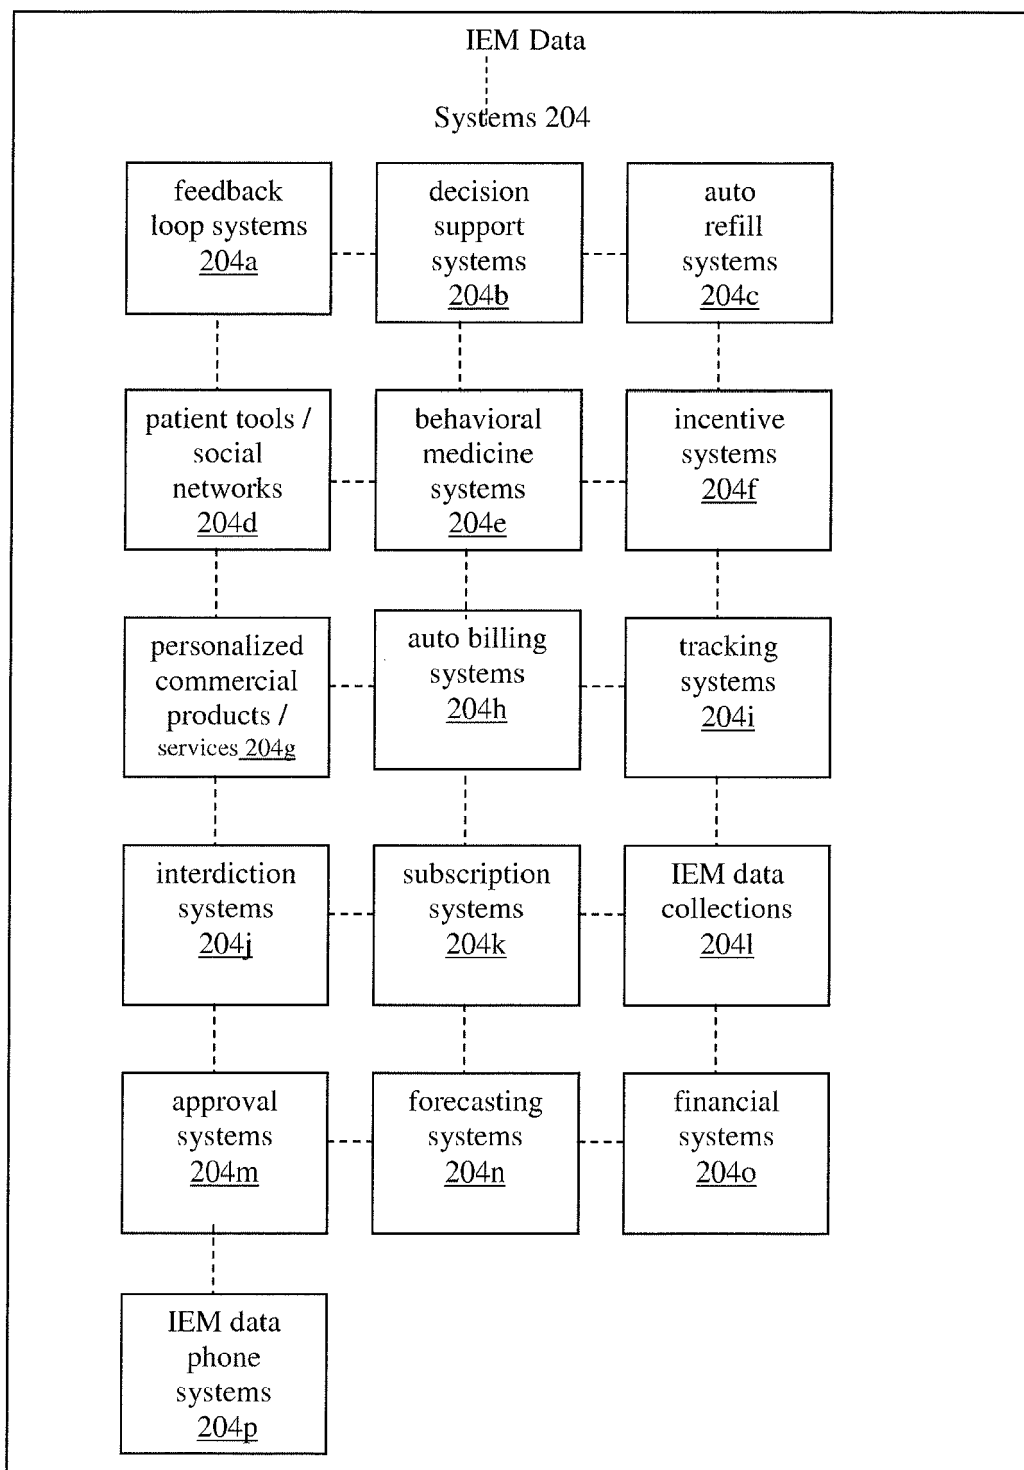 IEM Data
Systems 204
feedback
loop systems
204a
decision
support
systems
204b
auto
refill
systems
204c
patient tools /
social
networks
204d
behavioral
medicine
systems
204e
incentive
systems
204f
personalized
commercial
products /
services 204g
auto billing
systems
204h
tracking
systems
204i
interdiction
systems
204j
subscription
systems
204k
IEM data
collections
204l
approval
systems
204m
forecasting
systems
204n
financial
systems
204o
IEM data
phone
systems
204p